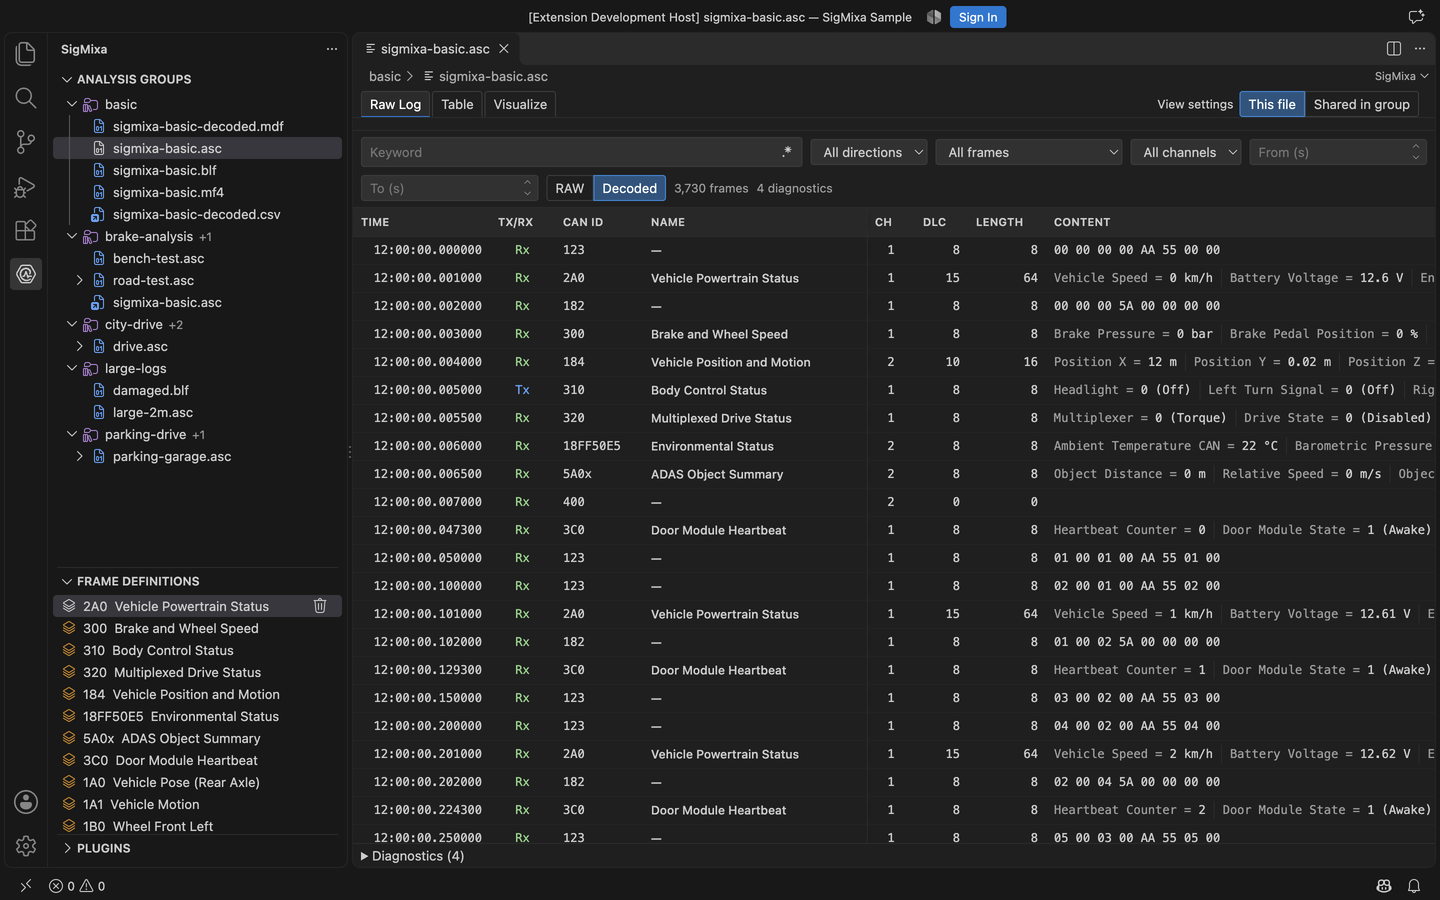 [Extension Development Host] sigmixa-basic.asc — SigMixa Sample
Sign In
SigMixa
ANALYSIS GROUPS
basic
sigmixa-basic-decoded.mdf
sigmixa-basic.asc
sigmixa-basic.blf
sigmixa-basic.mf4
sigmixa-basic-decoded.csv
brake-analysis +1
bench-test.asc
road-test.asc
sigmixa-basic.asc
city-drive +2
drive.asc
large-logs
damaged.blf
large-2m.asc
parking-drive +1
parking-garage.asc
FRAME DEFINITIONS
2A0 Vehicle Powertrain Status
300 Brake and Wheel Speed
310 Body Control Status
320 Multiplexed Drive Status
184 Vehicle Position and Motion
18FF50E5 Environmental Status
5A0x ADAS Object Summary
3C0 Door Module Heartbeat
1A0 Vehicle Pose (Rear Axle)
1A1 Vehicle Motion
1B0 Wheel Front Left
PLUGINS
0 0
sigmixa-basic.asc
basic > sigmixa-basic.asc
SigMixa
Raw Log Table Visualize
View settings This file Shared in group
Keyword .* All directions All frames All channels From (s)
To (s) RAW Decoded 3,730 frames 4 diagnostics
TIME TX/RX CAN ID NAME CH DLC LENGTH CONTENT
12:00:00.000000 Rx 123 — 1 8 8 00 00 00 00 AA 55 00 00
12:00:00.001000 Rx 2A0 Vehicle Powertrain Status 1 15 64 Vehicle Speed = 0 km/h Battery Voltage = 12.6 V En
12:00:00.002000 Rx 182 — 1 8 8 00 00 00 5A 00 00 00 00
12:00:00.003000 Rx 300 Brake and Wheel Speed 1 8 8 Brake Pressure = 0 bar Brake Pedal Position = 0 %
12:00:00.004000 Rx 184 Vehicle Position and Motion 2 10 16 Position X = 12 m Position Y = 0.02 m Position Z =
12:00:00.005000 Tx 310 Body Control Status 1 8 8 Headlight = 0 (Off) Left Turn Signal = 0 (Off) Rig
12:00:00.005500 Rx 320 Multiplexed Drive Status 1 8 8 Multiplexer = 0 (Torque) Drive State = 0 (Disabled)
12:00:00.006000 Rx 18FF50E5 Environmental Status 2 8 8 Ambient Temperature CAN = 22 °C Barometric Pressure
12:00:00.006500 Rx 5A0x ADAS Object Summary 2 8 8 Object Distance = 0 m Relative Speed = 0 m/s Objec
12:00:00.007000 Rx 400 — 2 0 0
12:00:00.047300 Rx 3C0 Door Module Heartbeat 1 8 8 Heartbeat Counter = 0 Door Module State = 1 (Awake)
12:00:00.050000 Rx 123 — 1 8 8 01 00 01 00 AA 55 01 00
12:00:00.100000 Rx 123 — 1 8 8 02 00 01 00 AA 55 02 00
12:00:00.101000 Rx 2A0 Vehicle Powertrain Status 1 15 64 Vehicle Speed = 1 km/h Battery Voltage = 12.61 V E
12:00:00.102000 Rx 182 — 1 8 8 01 00 02 5A 00 00 00 00
12:00:00.129300 Rx 3C0 Door Module Heartbeat 1 8 8 Heartbeat Counter = 1 Door Module State = 1 (Awake)
12:00:00.150000 Rx 123 — 1 8 8 03 00 02 00 AA 55 03 00
12:00:00.200000 Rx 123 — 1 8 8 04 00 02 00 AA 55 04 00
12:00:00.201000 Rx 2A0 Vehicle Powertrain Status 1 15 64 Vehicle Speed = 2 km/h Battery Voltage = 12.62 V E
12:00:00.202000 Rx 182 — 1 8 8 02 00 04 5A 00 00 00 00
12:00:00.224300 Rx 3C0 Door Module Heartbeat 1 8 8 Heartbeat Counter = 2 Door Module State = 1 (Awake)
12:00:00.250000 Rx 123 — 1 8 8 05 00 03 00 AA 55 05 00
Diagnostics (4)